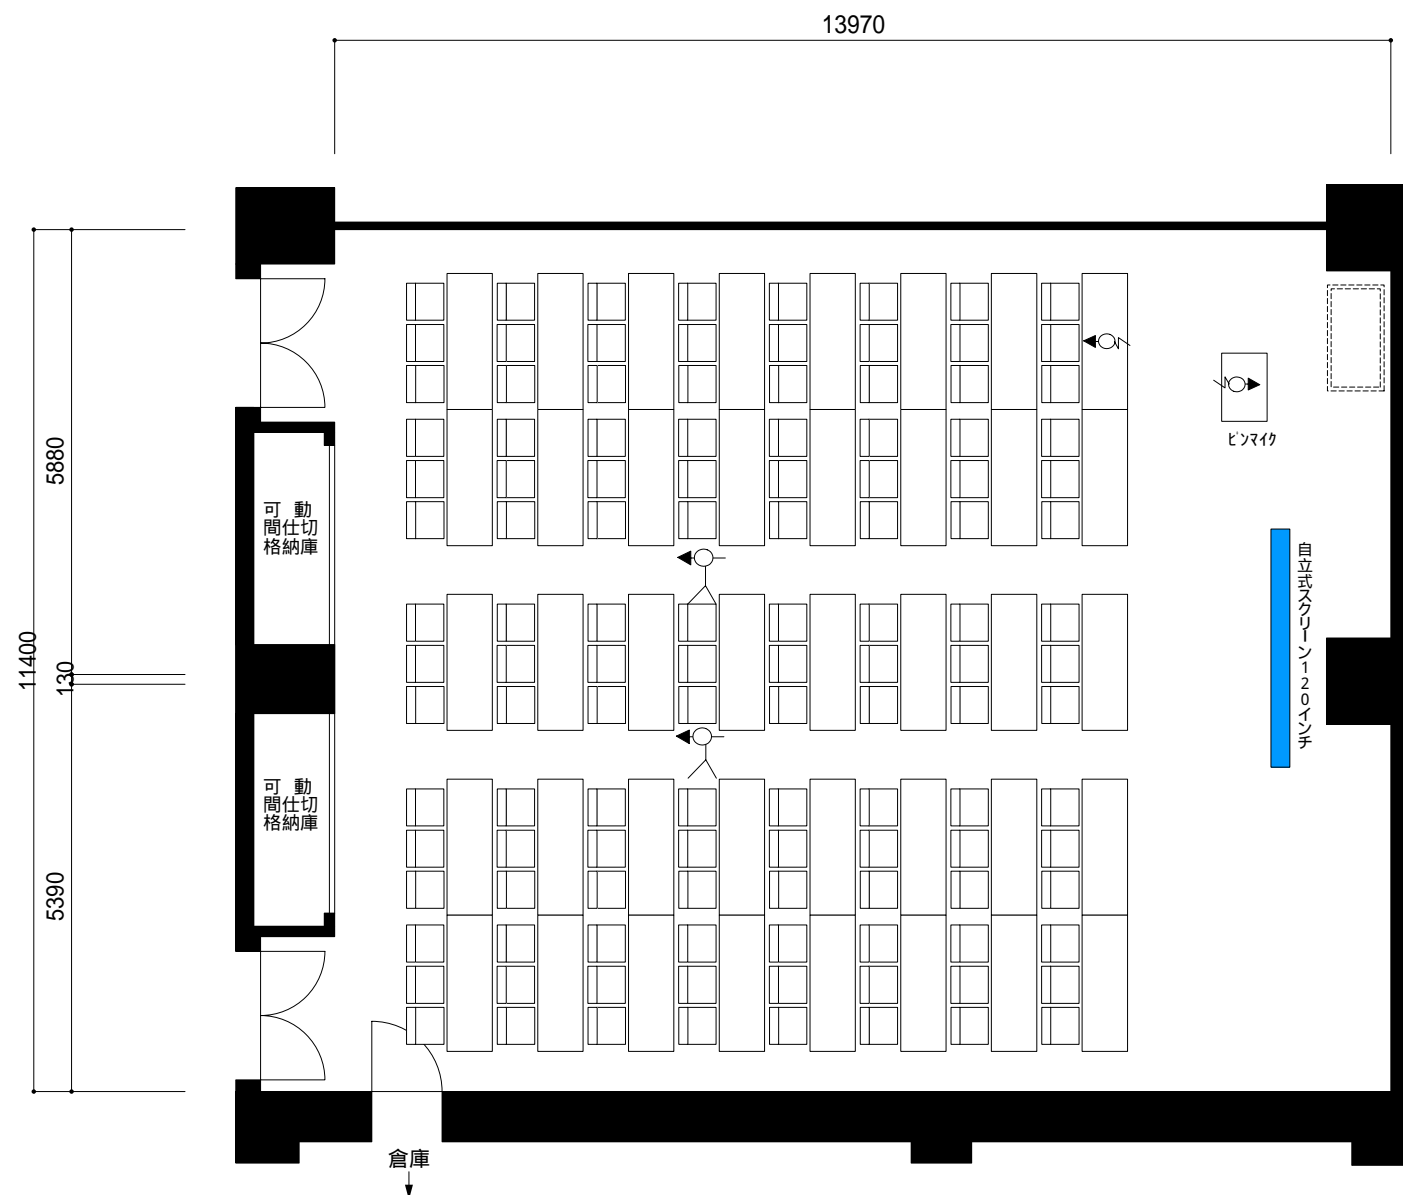 13970
5880
11400
130
5390
可動
間仕切
格納庫
可動
間仕切
格納庫
ピンマイク
自立式スクリーン120インチ
倉庫